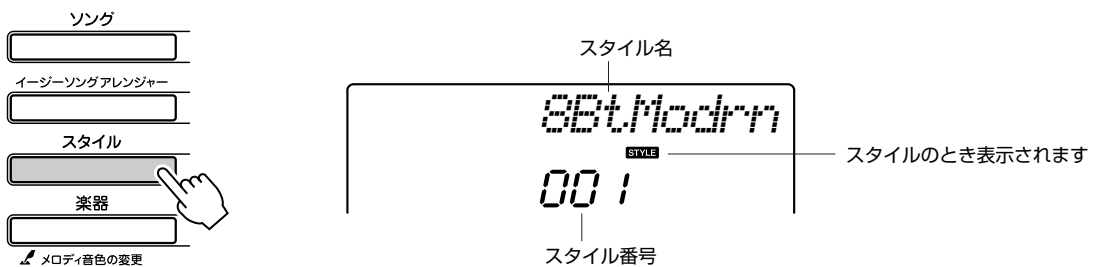 ソング
イージーソングアレンジャー
スタイル
楽器
メロディ音色の変更
スタイル名
8Bt.Modrn
STYLE
スタイルのとき表示されます
001
スタイル番号